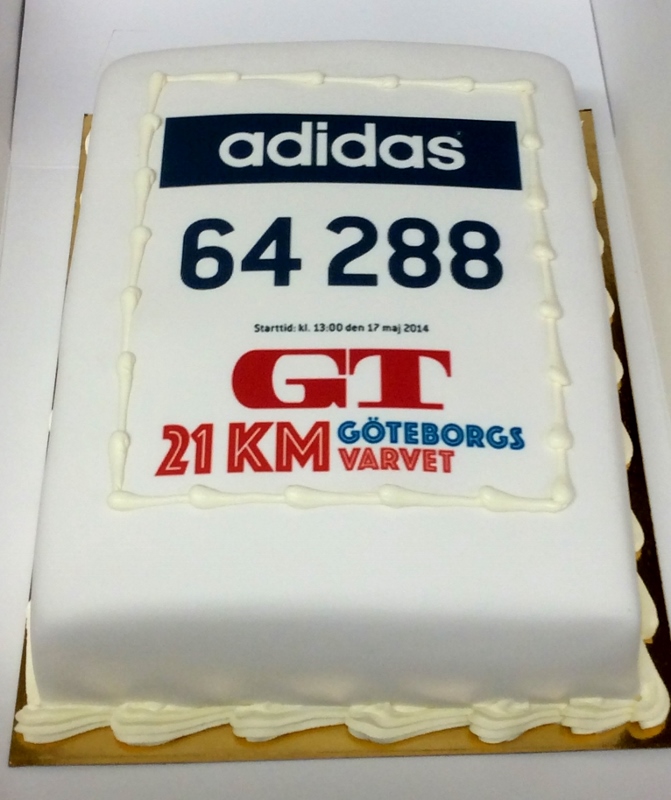 adidas
64 288
Starttid: kl. 13:00 den 17 maj 2014
GT
21 KM GÖTEBORGS
VARVET